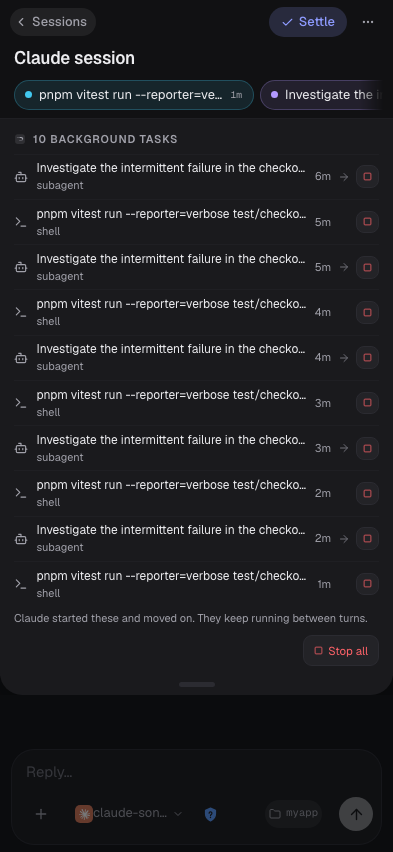 Sessions
Settle
Claude session
pnpm vitest run --reporter=ve... 1m
Investigate the i
10 BACKGROUND TASKS
Investigate the intermittent failure in the checko...
subagent
6m
pnpm vitest run --reporter=verbose test/checko...
shell
5m
Investigate the intermittent failure in the checko...
subagent
5m
pnpm vitest run --reporter=verbose test/checko...
shell
4m
Investigate the intermittent failure in the checko...
subagent
4m
pnpm vitest run --reporter=verbose test/checko...
shell
3m
Investigate the intermittent failure in the checko...
subagent
3m
pnpm vitest run --reporter=verbose test/checko...
shell
2m
Investigate the intermittent failure in the checko...
subagent
2m
pnpm vitest run --reporter=verbose test/checko...
shell
1m
Claude started these and moved on. They keep running between turns.
Stop all
Reply...
claude-son...
myapp